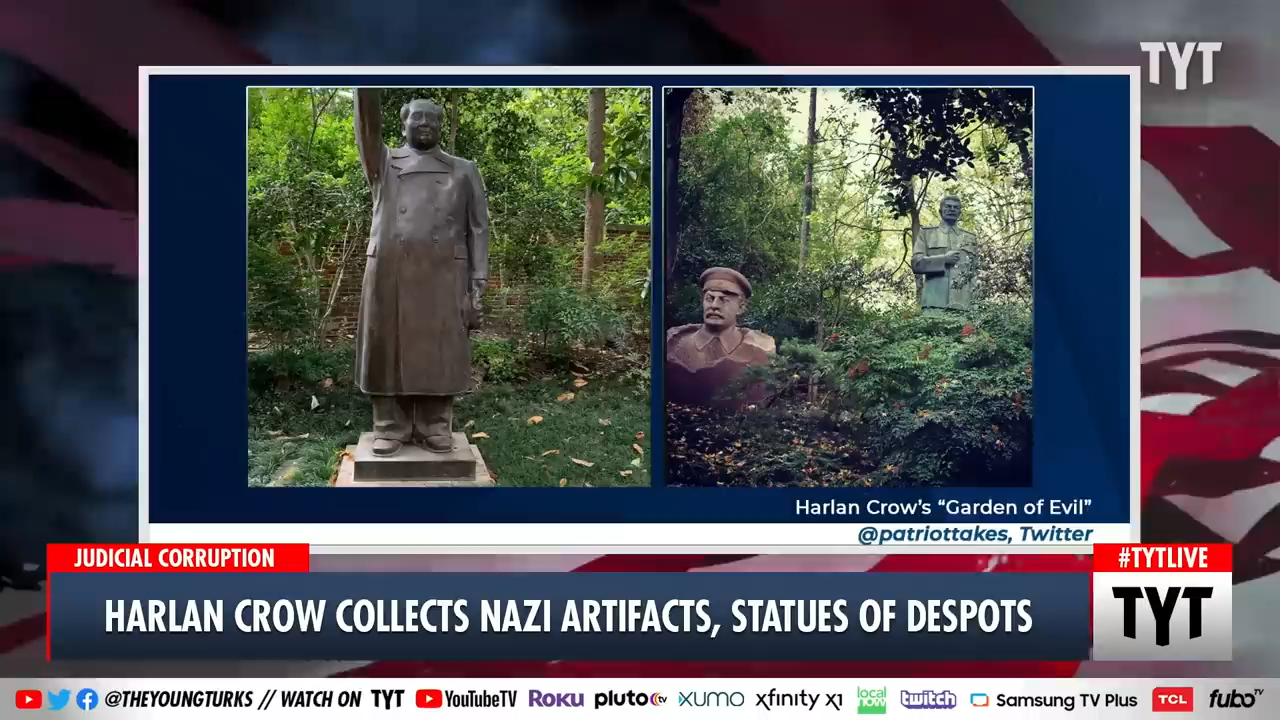 TYT
Harlan Crow's “Garden of Evil”
@patriottakes, Twitter
JUDICIAL CORRUPTION
#TYTLIVE
HARLAN CROW COLLECTS NAZI ARTIFACTS, STATUES OF DESPOTS
TYT
@THEYOUNGTURKS // WATCH ON TYT YouTubeTV ROKU pluto tv XUMO xfinity X1 local now twitch Samsung TV Plus TCL fubo TV